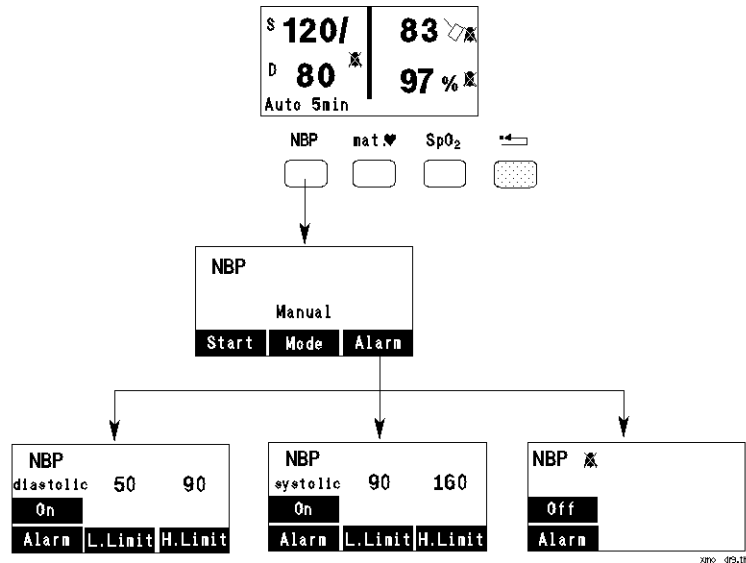 S 120/ 83
D 80 97 %
Auto 5min
NBP mat.♥ SpO₂
NBP
Manual
Start Mode Alarm
NBP
diastolic 50 90
On
Alarm L.Limit H.Limit
NBP
systolic 90 160
On
Alarm L.Limit H.Limit
NBP
Off
Alarm